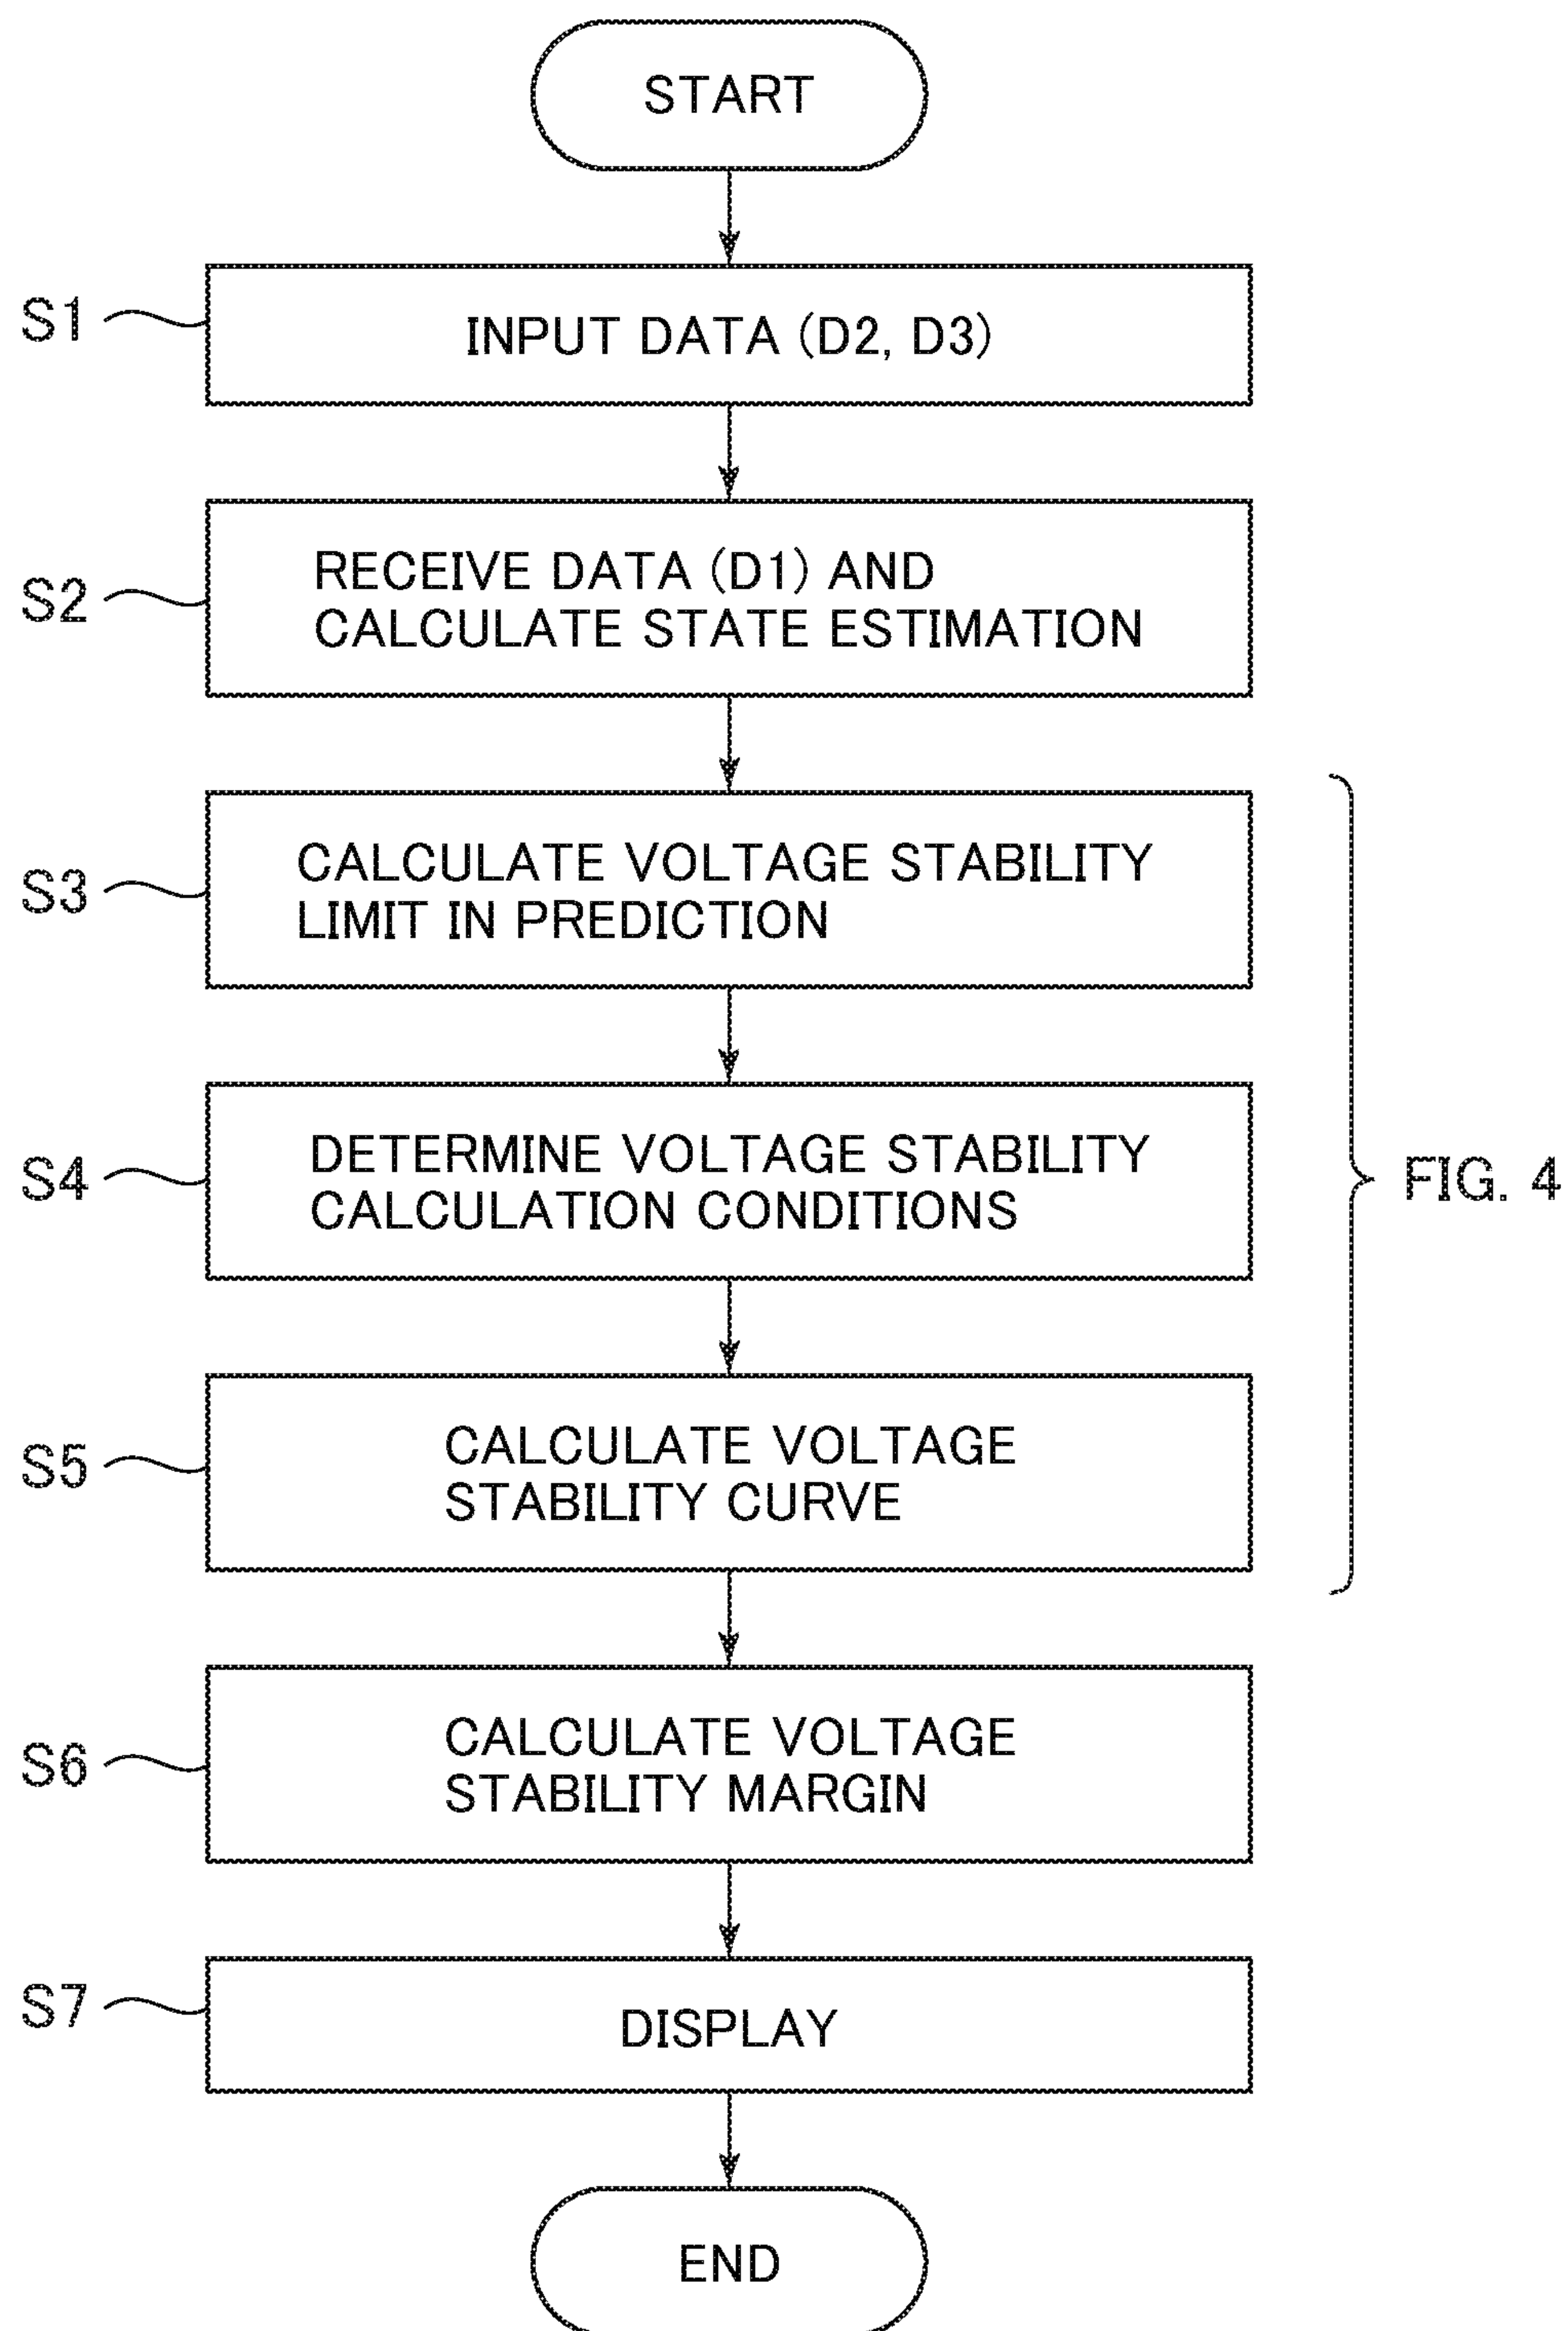 START
S1
INPUT DATA (D2, D3)
S2
RECEIVE DATA (D1) AND
CALCULATE STATE ESTIMATION
S3
CALCULATE VOLTAGE STABILITY
LIMIT IN PREDICTION
S4
DETERMINE VOLTAGE STABILITY
CALCULATION CONDITIONS
FIG. 4
S5
CALCULATE VOLTAGE
STABILITY CURVE
S6
CALCULATE VOLTAGE
STABILITY MARGIN
S7
DISPLAY
END